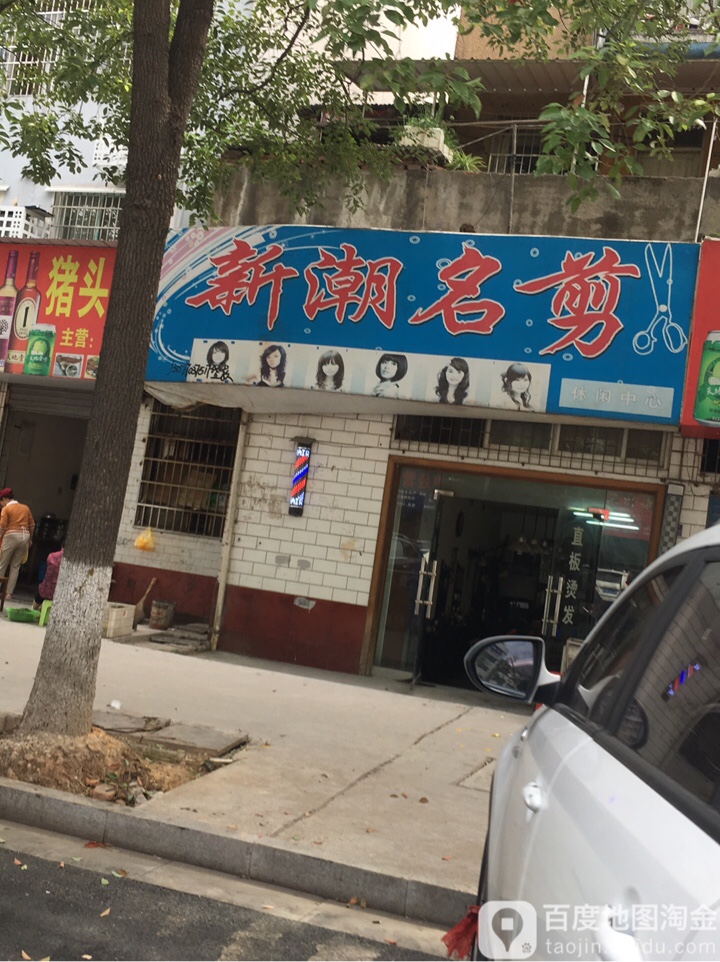 猪头
主营:
新潮名剪
休闲中心
直板烫发
百度地图淘金
taojin.baidu.com